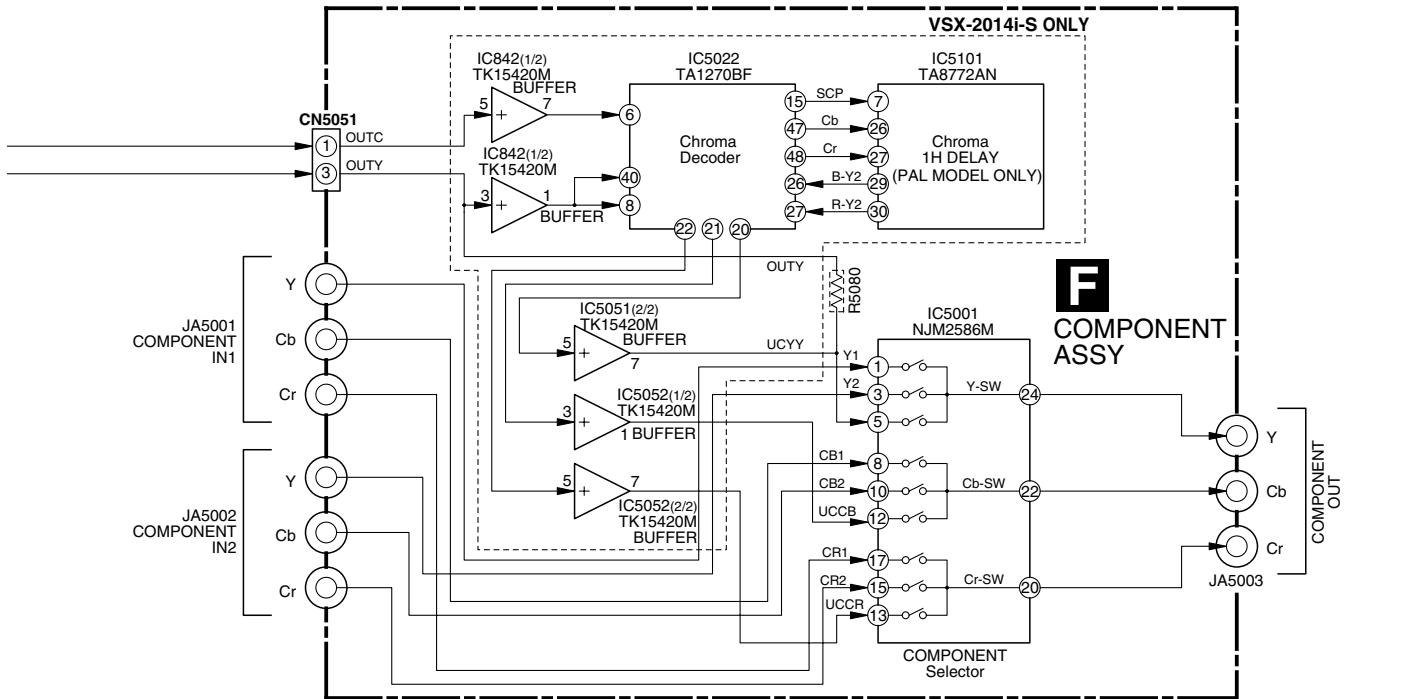 VSX-2014i-S ONLY
IC842(1/2)
TK15420M
BUFFER
5
+
7
IC5022
TA1270BF
IC5101
TA8772AN
6
15
SCP
7
CN5051
1
OUTC
47
Cb
26
Chroma
Decoder
Chroma
1H DELAY
(PAL MODEL ONLY)
IC842(1/2)
TK15420M
48
Cr
27
3
OUTY
40
26
B-Y2
29
3
+
1
BUFFER
8
27
R-Y2
30
22
21
20
OUTY
R5080
F
COMPONENT
ASSY
JA5001
COMPONENT
IN1
Y
Cb
Cr
IC5051(2/2)
TK15420M
BUFFER
5
+
7
UCYY
IC5001
NJM2586M
Y1
1
Y2
3
5
Y-SW
24
IC5052(1/2)
TK15420M
3
+
1 BUFFER
CB1
8
CB2
10
UCCB
12
Cb-SW
22
5
+
7
IC5052(2/2)
TK15420M
BUFFER
JA5002
COMPONENT
IN2
Y
Cb
Cr
CR1
17
CR2
15
UCCR
13
Cr-SW
20
COMPONENT
Selector
Y
Cb
Cr
COMPONENT
OUT
JA5003